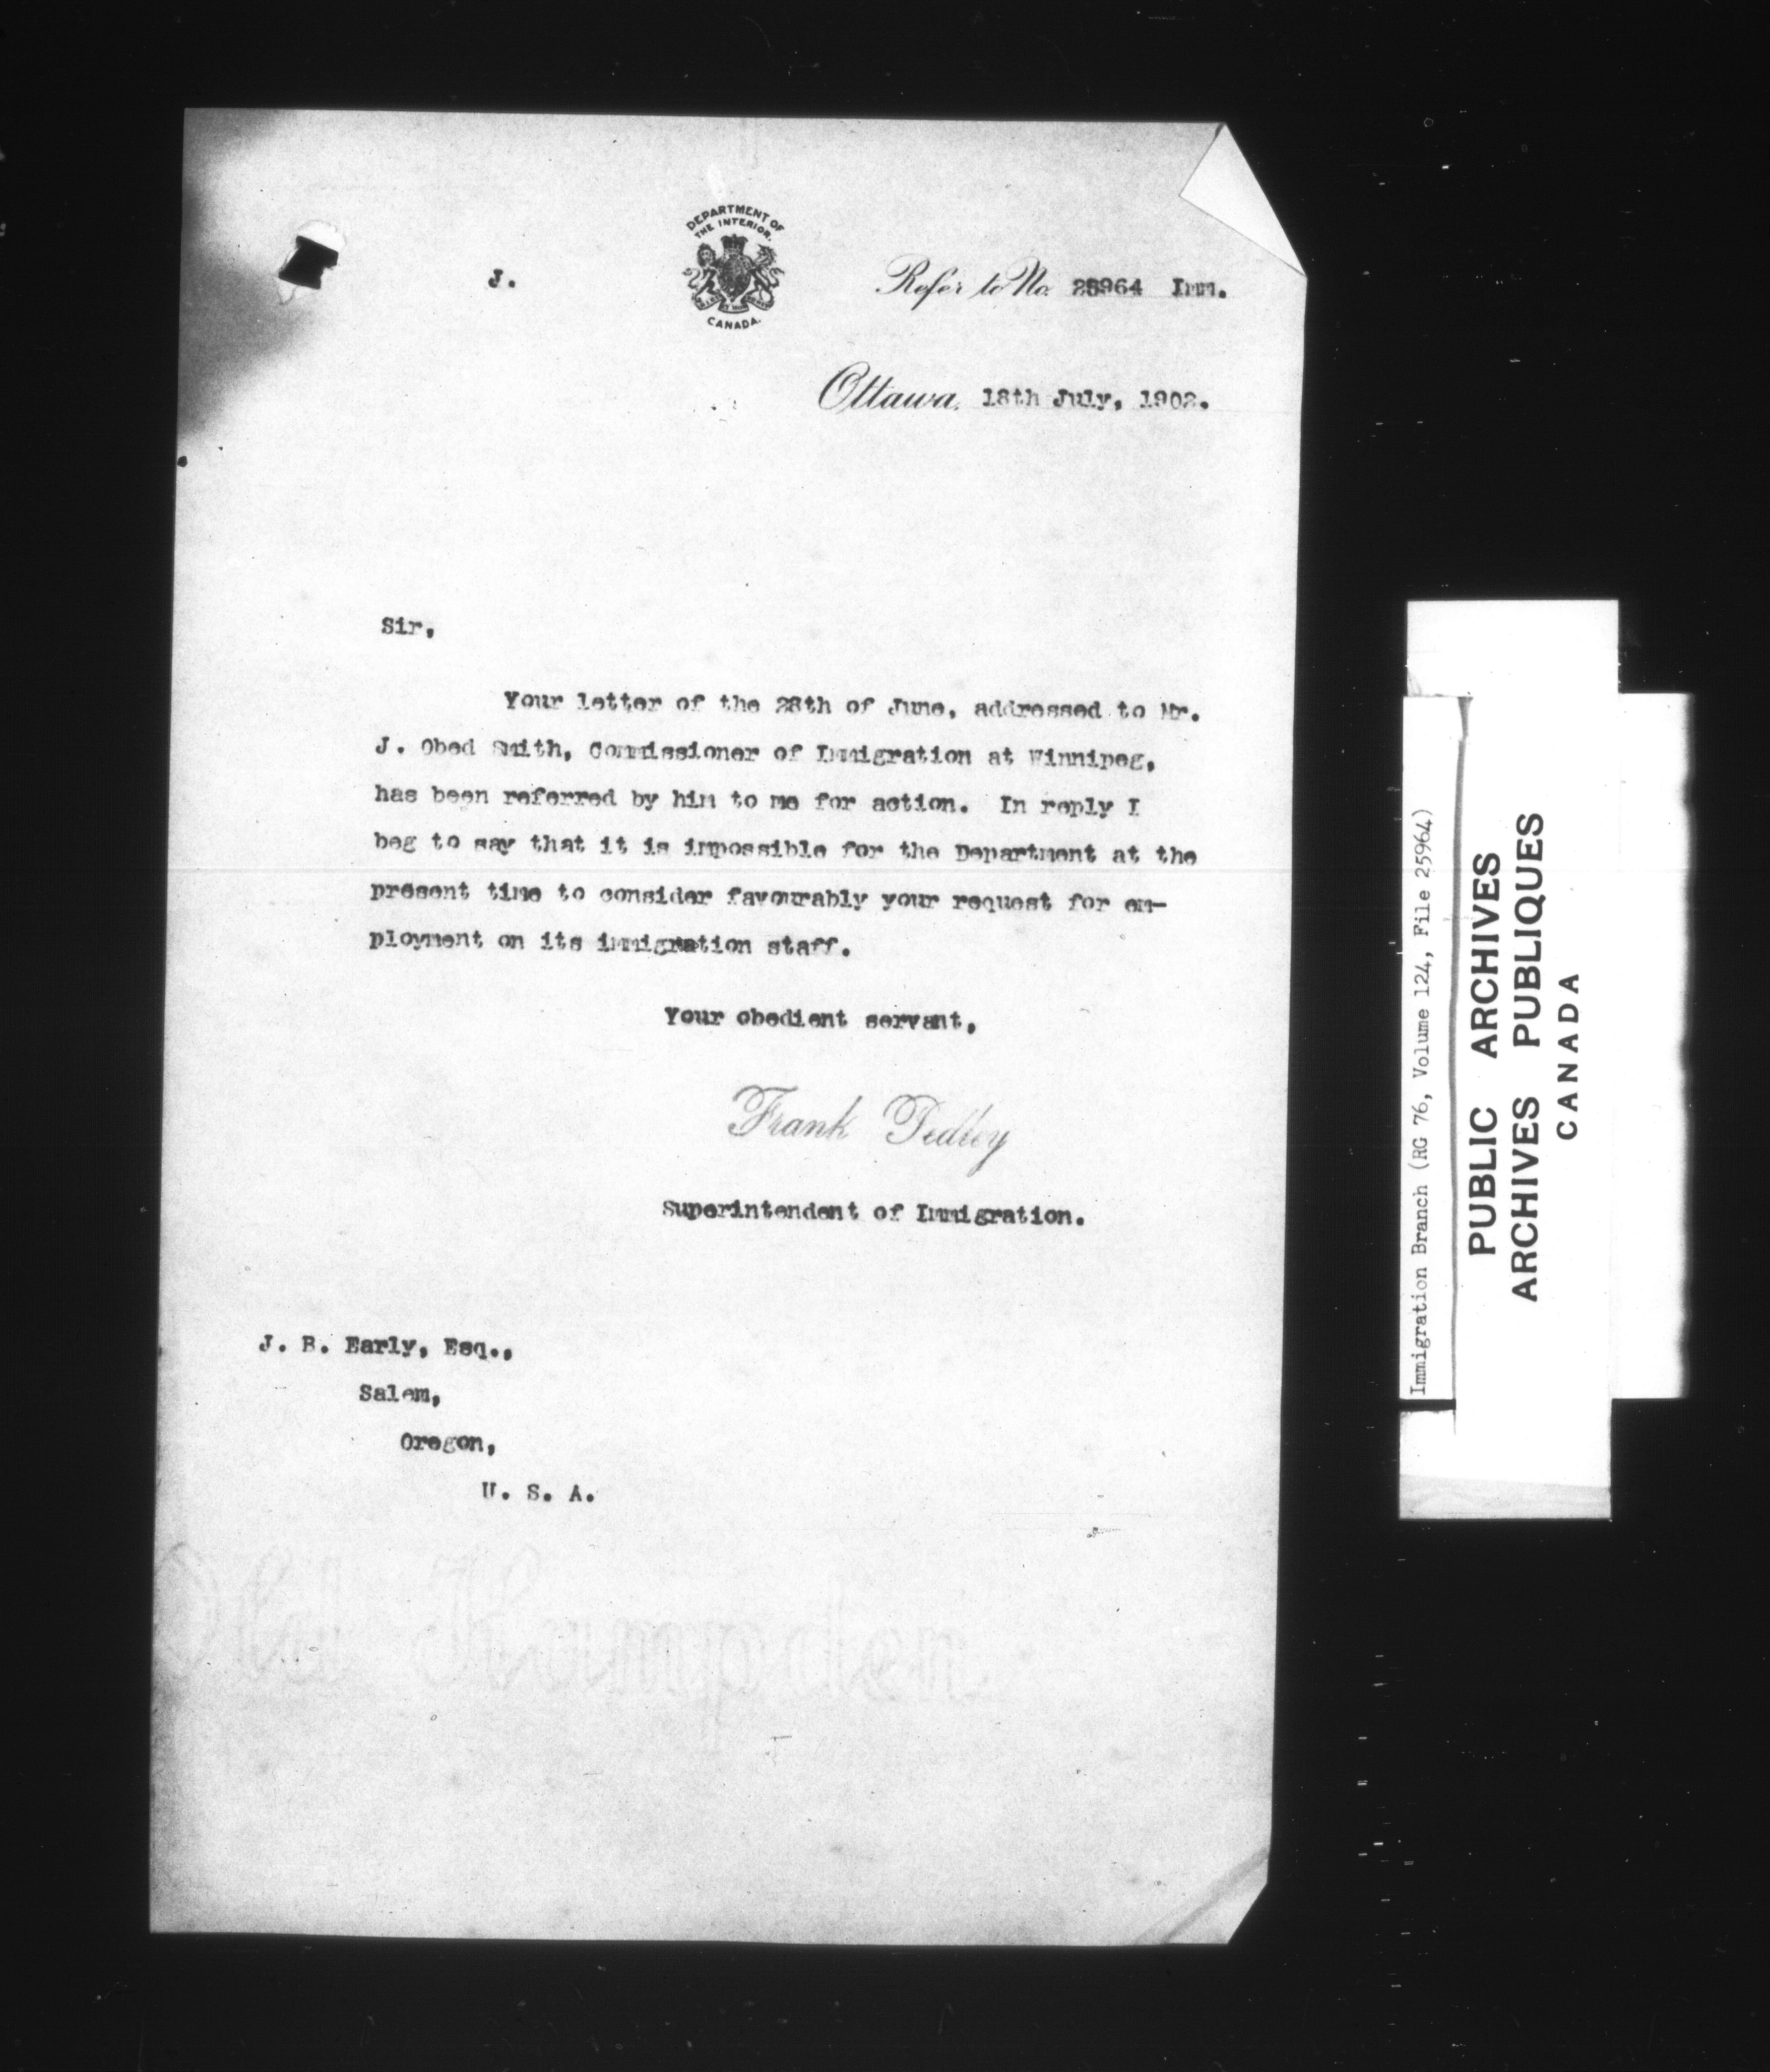 DEPARTMENT OF
THE INTERIOR.
CANADA.
J.
Refer to No. 25964 Imm.
Ottawa, 18th July, 1902.
Sir,
Your letter of the 28th of June, addressed to Mr.
J. Obed Smith, Commissioner of Immigration at Winnipeg,
has been referred by him to me for action. In reply I
beg to say that it is impossible for the Department at the
present time to consider favourably your request for em-
ployment on its immigration staff.
Your obedient servant,
Frank Pedley
Superintendent of Immigration.
J. B. Early, Esq.,
Salem,
Oregon,
U. S. A.
Old Hampden
Immigration Branch (RG 76, Volume 124, File 25964)
PUBLIC ARCHIVES
ARCHIVES PUBLIQUES
CANADA